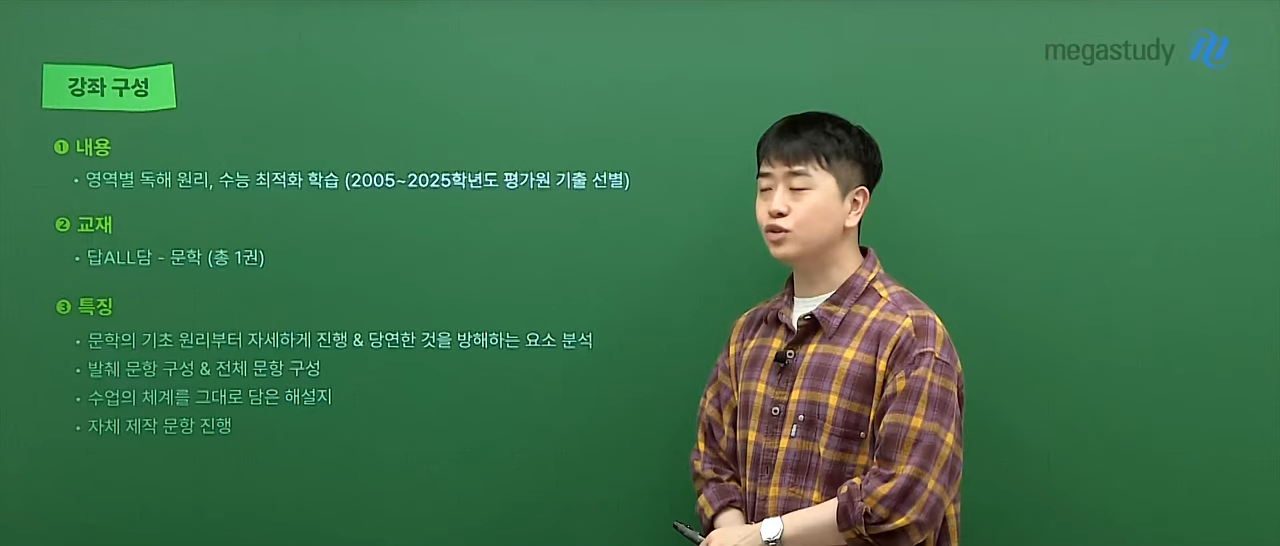 megastudy
강좌 구성
❶ 내용
• 영역별 독해 원리, 수능 최적화 학습 (2005~2025학년도 평가원 기출 선별)
❷ 교재
• 답ALL담 - 문학 (총 1권)
❸ 특징
• 문학의 기초 원리부터 자세하게 진행 & 당연한 것을 방해하는 요소 분석
• 발췌 문항 구성 & 전체 문항 구성
• 수업의 체계를 그대로 담은 해설지
• 자체 제작 문항 진행